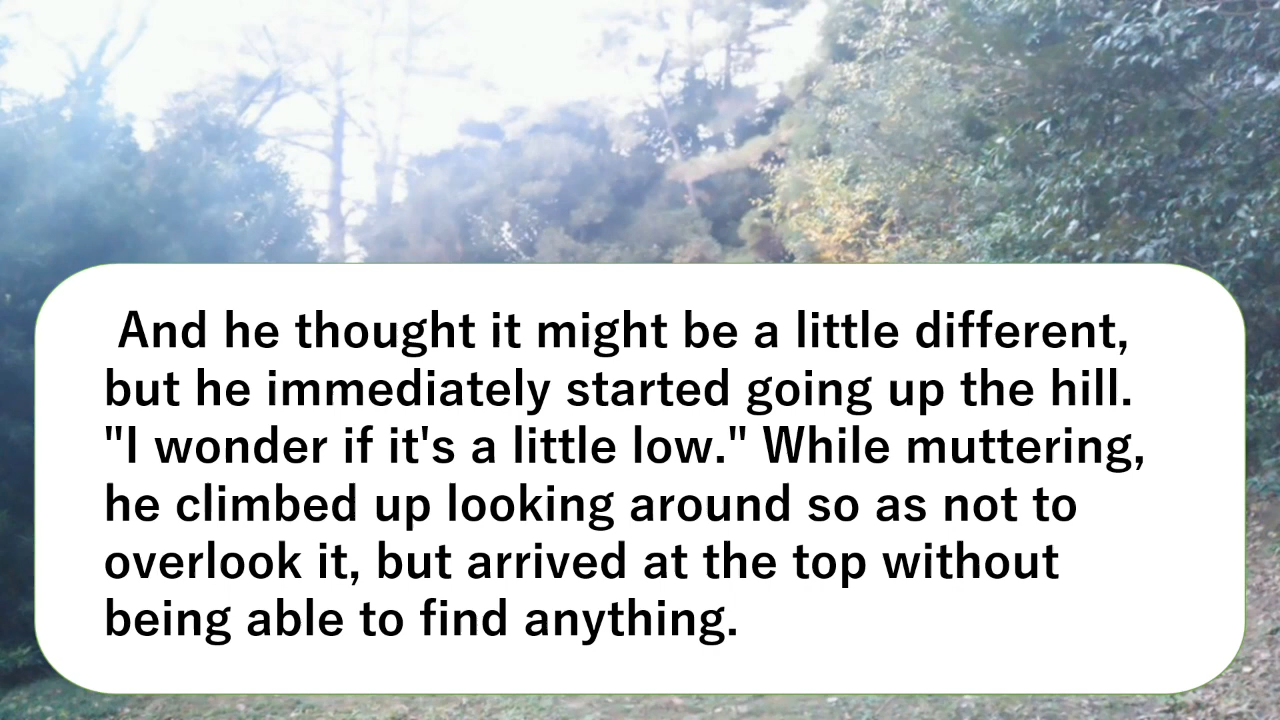 And he thought it might be a little different,
but he immediately started going up the hill.
"I wonder if it's a little low." While muttering,
he climbed up looking around so as not to
overlook it, but arrived at the top without
being able to find anything.